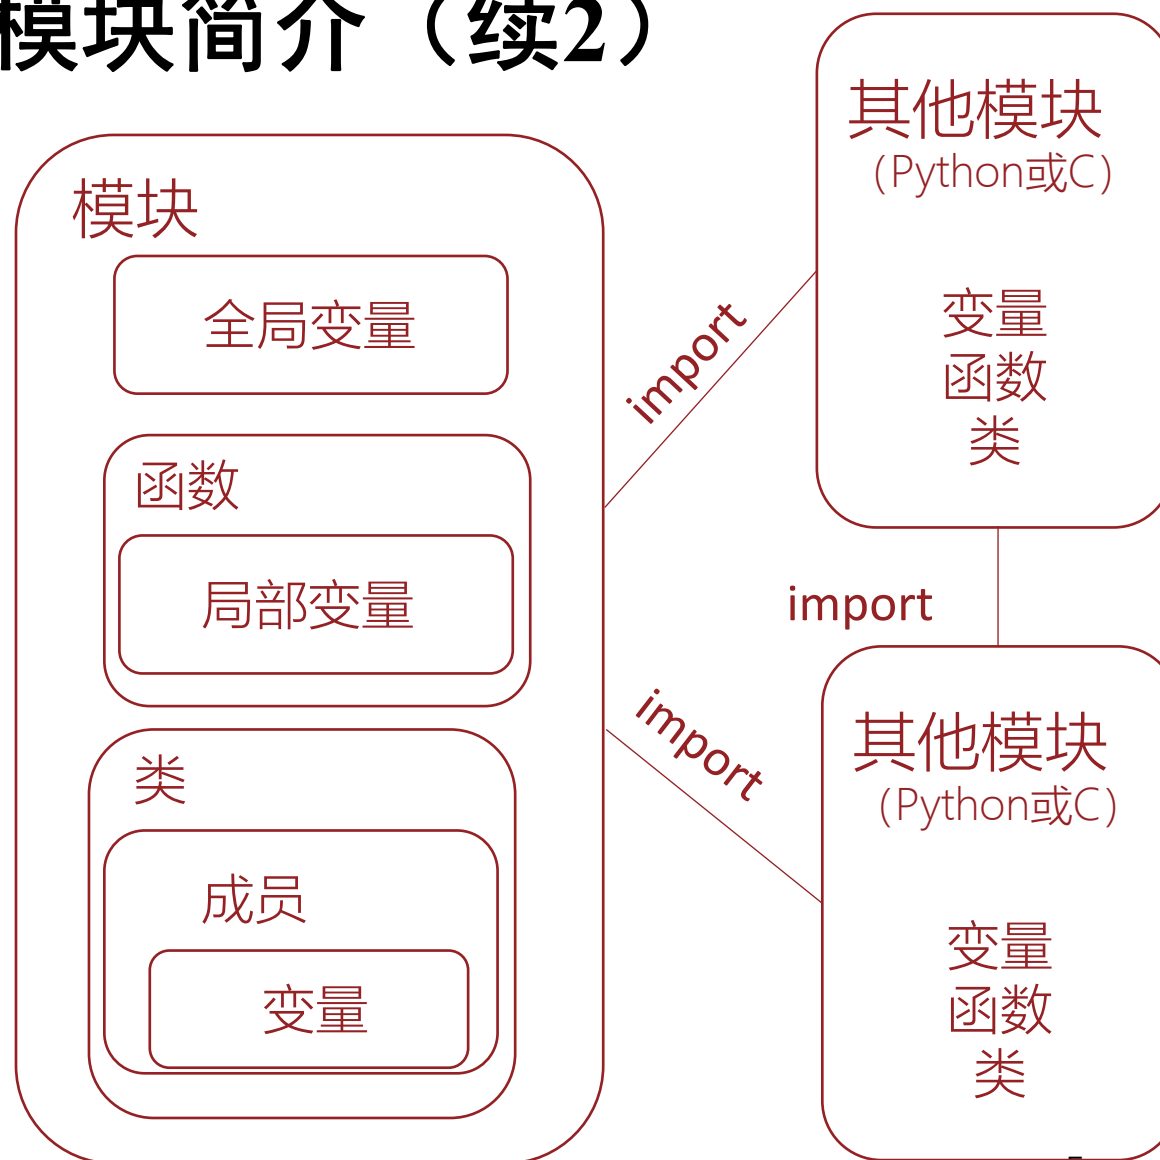 模块简介（续2）
模块
全局变量
函数
局部变量
类
成员
变量
import
import
import
其他模块
（Python或C）
变量
函数
类
其他模块
（Python或C）
变量
函数
类